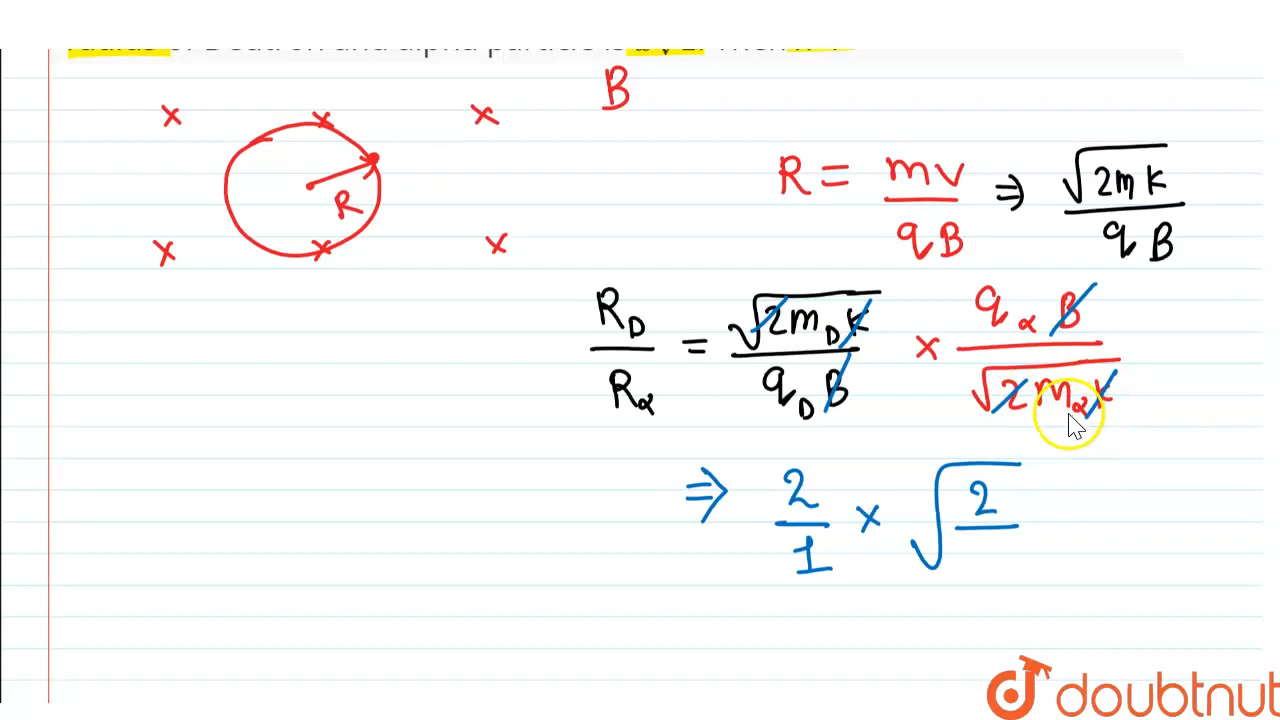 B
× × ×
R
× × ×
R = mv / qB ⇒ √(2mk) / qB
R_D / R_α = √(2m_D k) / q_D B × q_α B / √(2m_α k)
⇒ 2/1 × √(2/
doubtnut